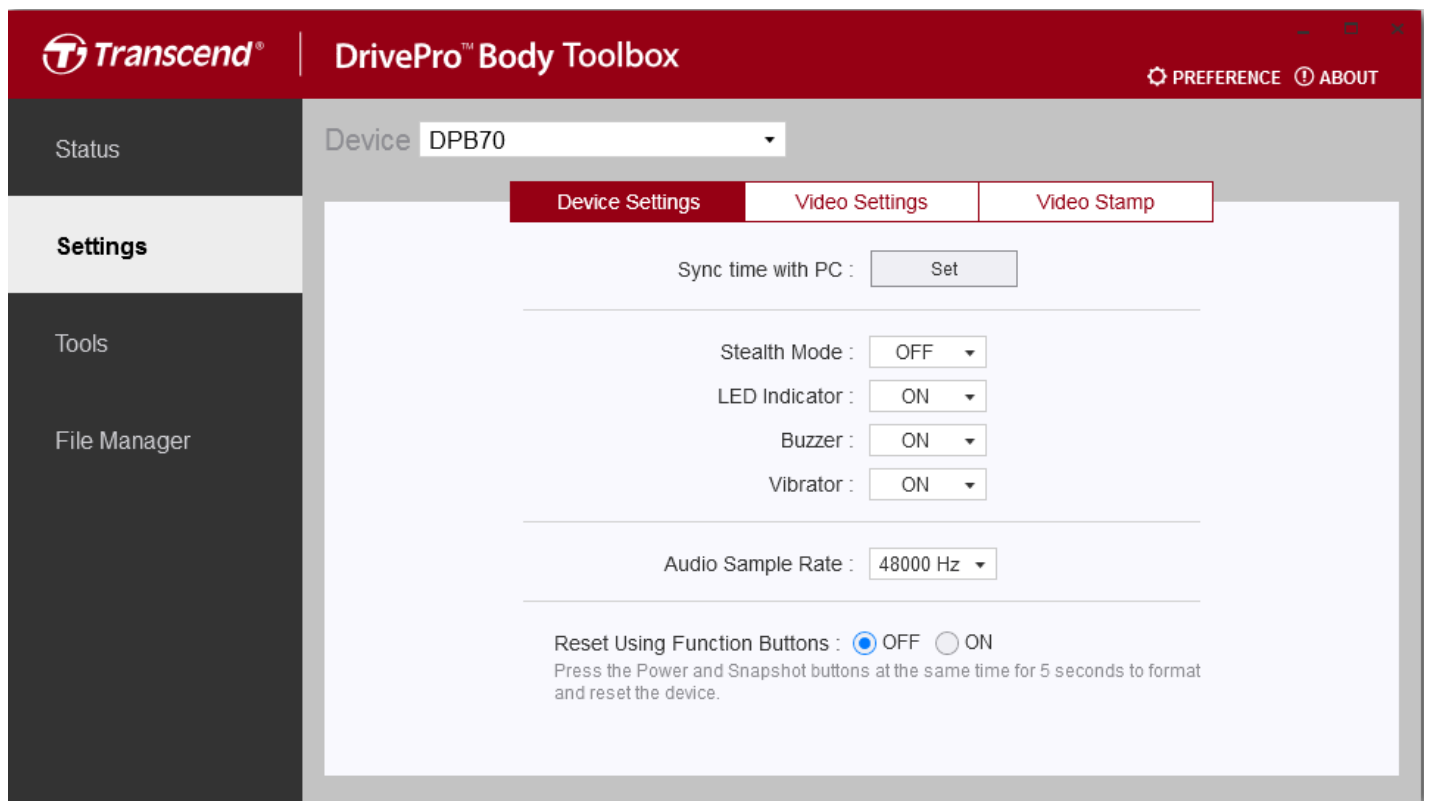 Transcend®
DrivePro™ Body Toolbox
PREFERENCE
ABOUT
Status
Settings
Tools
File Manager
Device DPB70
Device Settings Video Settings Video Stamp
Sync time with PC : Set
Stealth Mode : OFF
LED Indicator : ON
Buzzer : ON
Vibrator : ON
Audio Sample Rate : 48000 Hz
Reset Using Function Buttons : OFF ON
Press the Power and Snapshot buttons at the same time for 5 seconds to format
and reset the device.